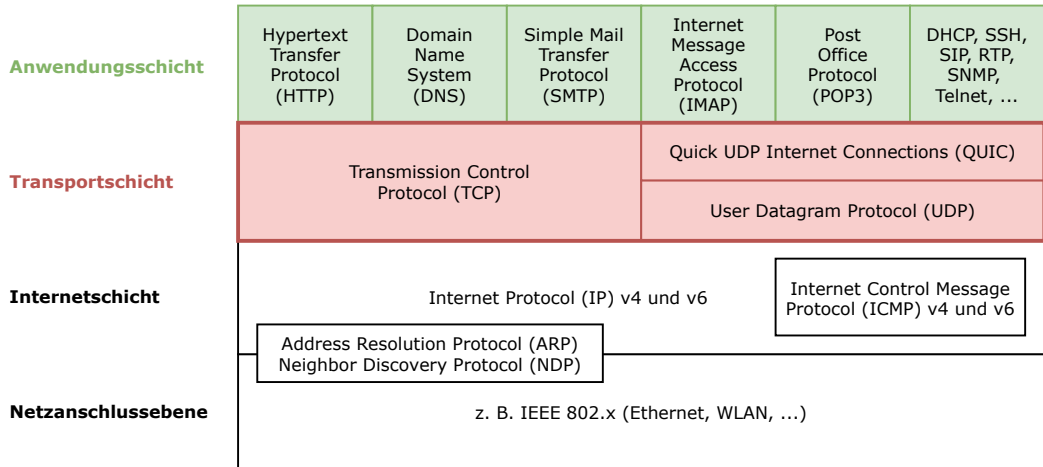 Anwendungsschicht
Hypertext
Transfer
Protocol
(HTTP)
Domain
Name
System
(DNS)
Simple Mail
Transfer
Protocol
(SMTP)
Internet
Message
Access
Protocol
(IMAP)
Post
Office
Protocol
(POP3)
DHCP, SSH,
SIP, RTP,
SNMP,
Telnet, ...
Transportschicht
Transmission Control
Protocol (TCP)
Quick UDP Internet Connections (QUIC)
User Datagram Protocol (UDP)
Internetschicht
Internet Protocol (IP) v4 und v6
Internet Control Message
Protocol (ICMP) v4 und v6
Address Resolution Protocol (ARP)
Neighbor Discovery Protocol (NDP)
Netzanschlussebene
z. B. IEEE 802.x (Ethernet, WLAN, ...)